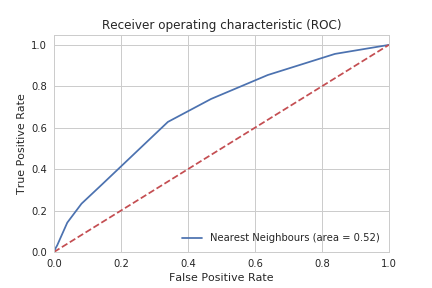 Receiver operating characteristic (ROC)
1.0
0.8
0.6
0.4
0.2
0.0
True Positive Rate
Nearest Neighbours (area = 0.52)
0.0 0.2 0.4 0.6 0.8 1.0
False Positive Rate